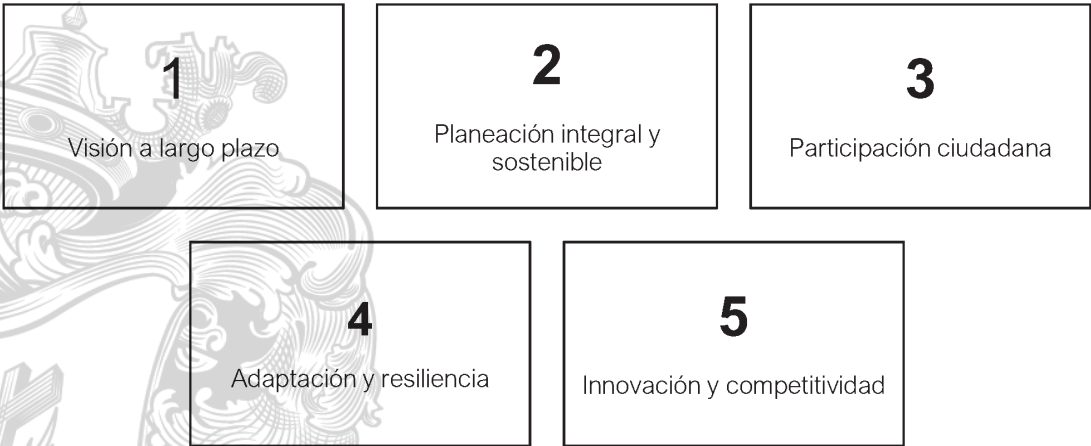 1
Visión a largo plazo
2
Planeación integral y
sostenible
3
Participación ciudadana
4
Adaptación y resiliencia
5
Innovación y competitividad